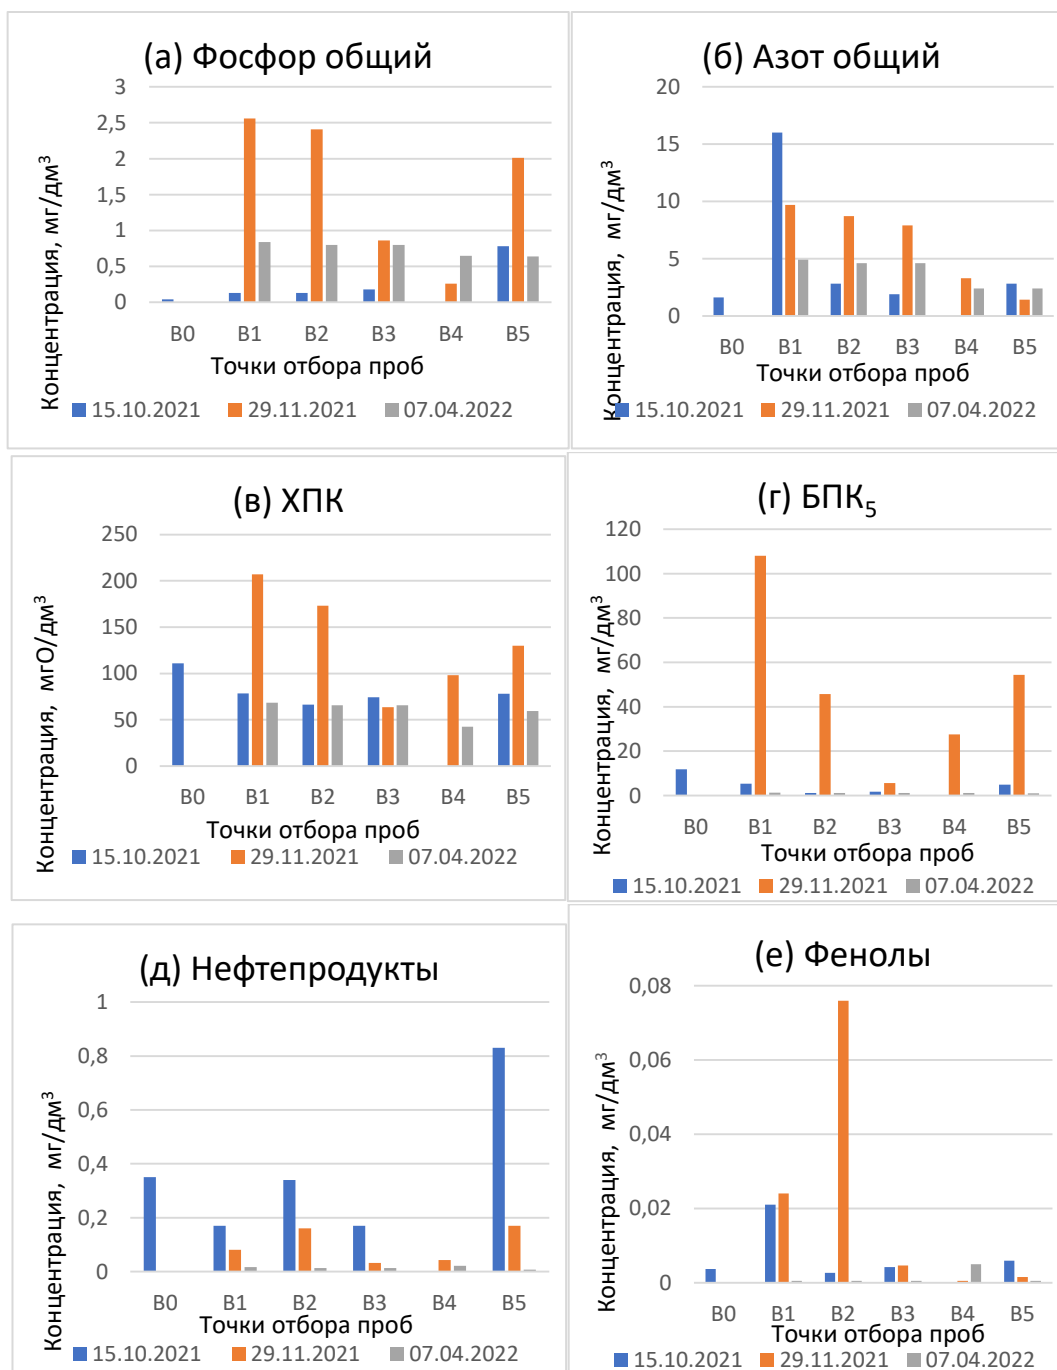 (а) Фосфор общий
3
2,5
2
1,5
1
0,5
0
Концентрация, мг/дм³
В0 В1 В2 В3 В4 В5
Точки отбора проб
15.10.2021 29.11.2021 07.04.2022
(б) Азот общий
20
15
10
5
0
Концентрация, мг/дм³
В0 В1 В2 В3 В4 В5
Точки отбора проб
15.10.2021 29.11.2021 07.04.2022
(в) ХПК
250
200
150
100
50
0
Концентрация, мгО/дм³
В0 В1 В2 В3 В4 В5
Точки отбора проб
15.10.2021 29.11.2021 07.04.2022
(г) БПК₅
120
100
80
60
40
20
0
Концентрация, мг/дм³
В0 В1 В2 В3 В4 В5
Точки отбора проб
15.10.2021 29.11.2021 07.04.2022
(д) Нефтепродукты
1
0,8
0,6
0,4
0,2
0
Концентрация, мг/дм³
В0 В1 В2 В3 В4 В5
Точки отбора проб
15.10.2021 29.11.2021 07.04.2022
(е) Фенолы
0,08
0,06
0,04
0,02
0
Концентрация, мг/дм³
В0 В1 В2 В3 В4 В5
Точки отбора проб
15.10.2021 29.11.2021 07.04.2022